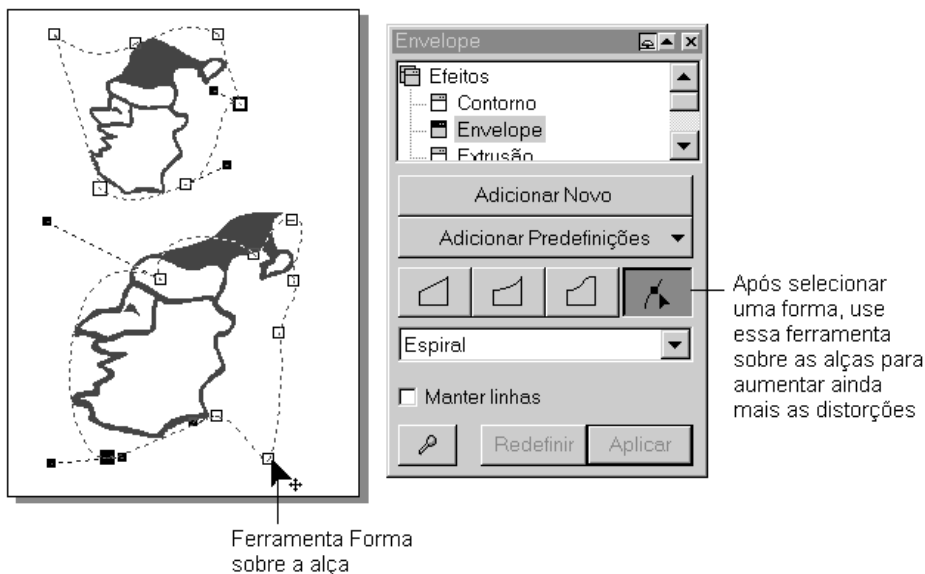 Envelope
Efeitos
Contorno
Envelope
Extrusão
Adicionar Novo
Adicionar Predefinições
Espiral
Manter linhas
Redefinir
Aplicar
Após selecionar
uma forma, use
essa ferramenta
sobre as alças para
aumentar ainda
mais as distorções
Ferramenta Forma
sobre a alça